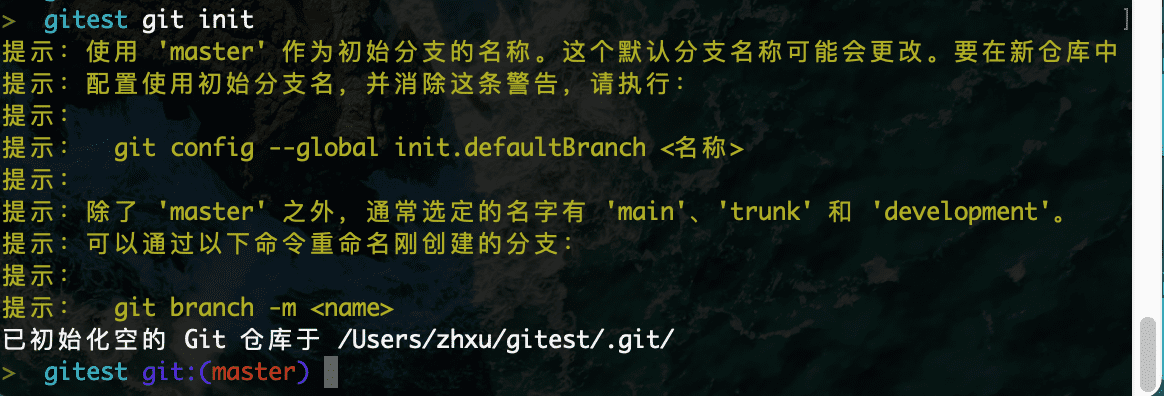 > gitest git init
提示：使用 'master' 作为初始分支的名称。这个默认分支名称可能会更改。要在新仓库中
提示：配置使用初始分支名，并消除这条警告，请执行：
提示：
提示：  git config --global init.defaultBranch <名称>
提示：
提示：除了 'master' 之外，通常选定的名字有 'main'、'trunk' 和 'development'。
提示：可以通过以下命令重命名刚创建的分支：
提示：
提示：  git branch -m <name>
已初始化空的 Git 仓库于 /Users/zhxu/gitest/.git/
> gitest git:(master)